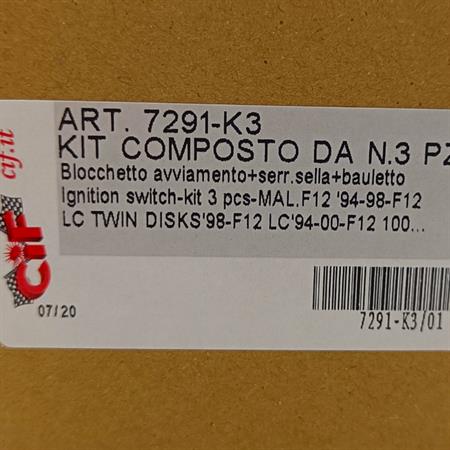 ART. 7291-K3
KIT COMPOSTO DA N.3 PZ
Blocchetto avviamento+serr.sella+bauletto
Ignition switch-kit 3 pcs-MAL.F12 '94-98-F12
LC TWIN DISKS'98-F12 LC'94-00-F12 100...
cif.it
CIF
07/20
7291-K3/01